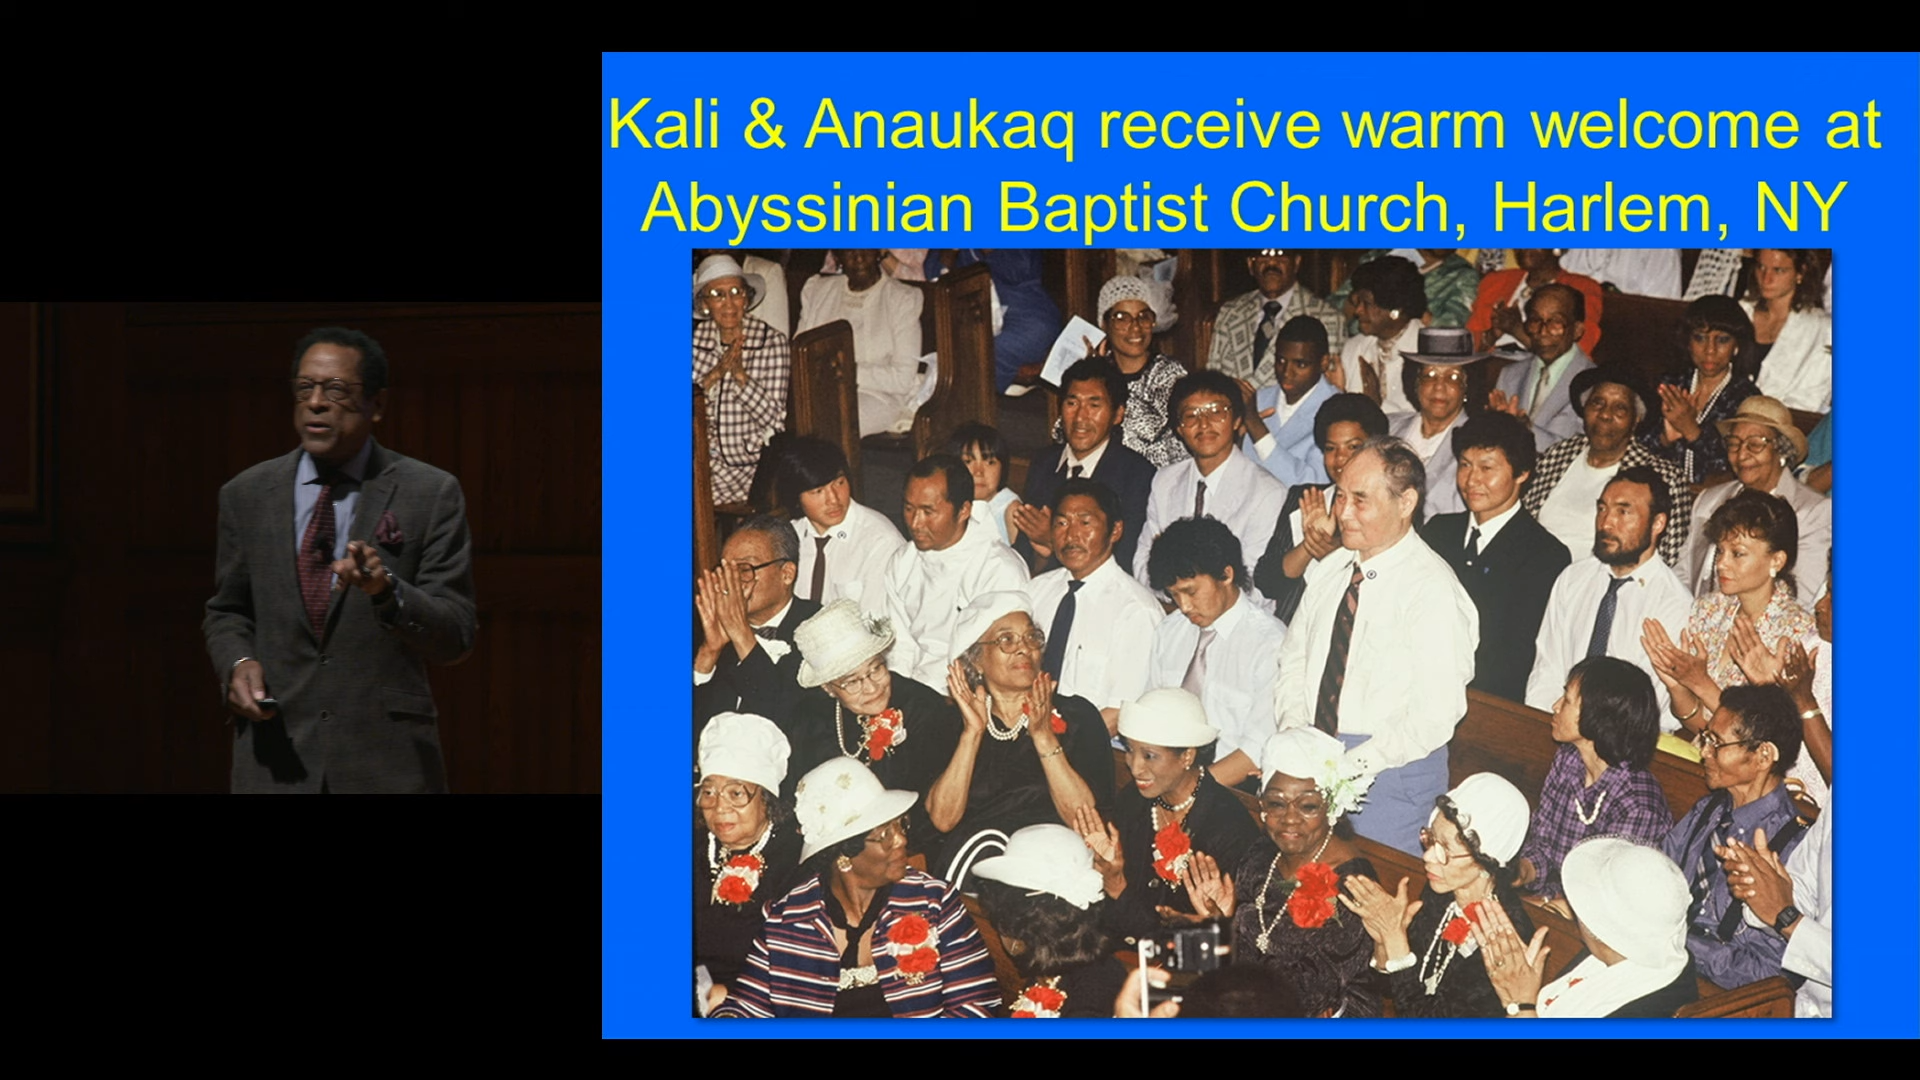 Kali & Anaukaq receive warm welcome at
Abyssinian Baptist Church, Harlem, NY